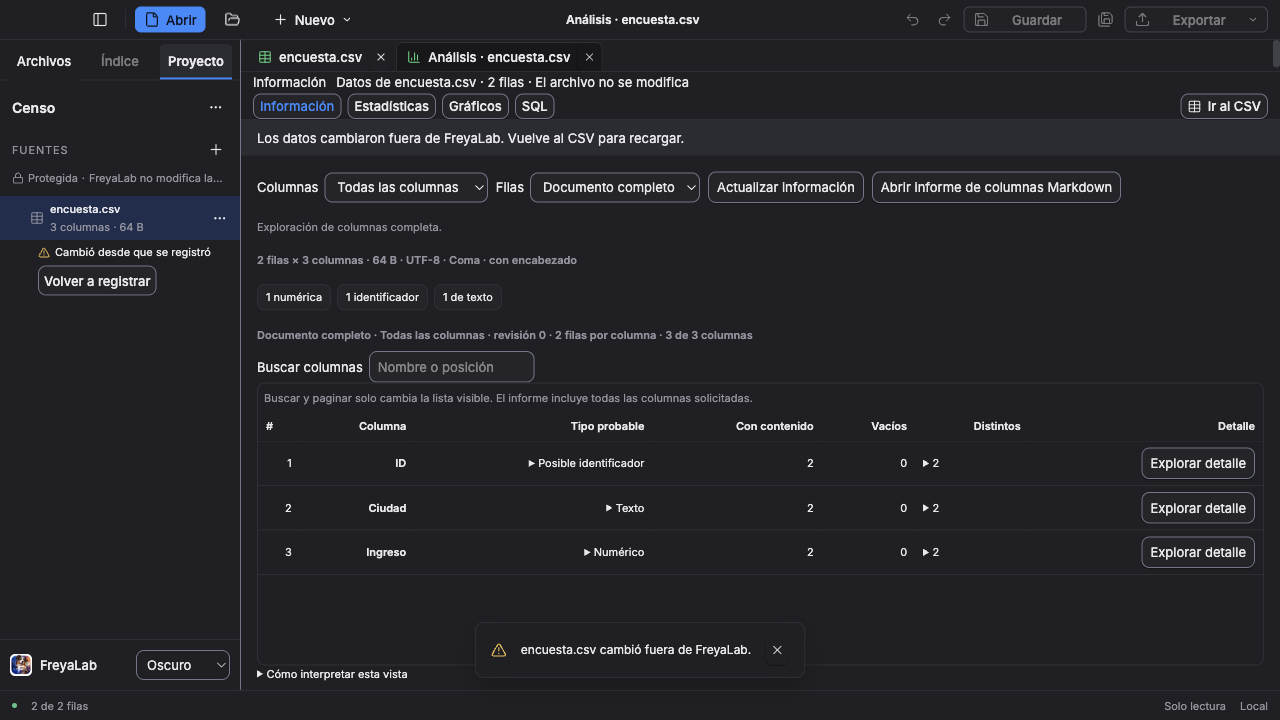 Abrir
Nuevo
Análisis · encuesta.csv
Guardar
Exportar
Archivos
Índice
Proyecto
encuesta.csv
Análisis · encuesta.csv
Información Datos de encuesta.csv · 2 filas · El archivo no se modifica
Información Estadísticas Gráficos SQL
Ir al CSV
Los datos cambiaron fuera de FreyaLab. Vuelve al CSV para recargar.
Censo
FUENTES
Protegida · FreyaLab no modifica la...
encuesta.csv
3 columnas · 64 B
Cambió desde que se registró
Volver a registrar
Columnas Todas las columnas Filas Documento completo Actualizar información Abrir informe de columnas Markdown
Exploración de columnas completa.
2 filas × 3 columnas · 64 B · UTF-8 · Coma · con encabezado
1 numérica 1 identificador 1 de texto
Documento completo · Todas las columnas · revisión 0 · 2 filas por columna · 3 de 3 columnas
Buscar columnas Nombre o posición
Buscar y paginar solo cambia la lista visible. El informe incluye todas las columnas solicitadas.
# Columna Tipo probable Con contenido Vacíos Distintos Detalle
1 ID Posible identificador 2 0 2 Explorar detalle
2 Ciudad Texto 2 0 2 Explorar detalle
3 Ingreso Numérico 2 0 2 Explorar detalle
encuesta.csv cambió fuera de FreyaLab.
Cómo interpretar esta vista
FreyaLab
Oscuro
2 de 2 filas
Solo lectura Local